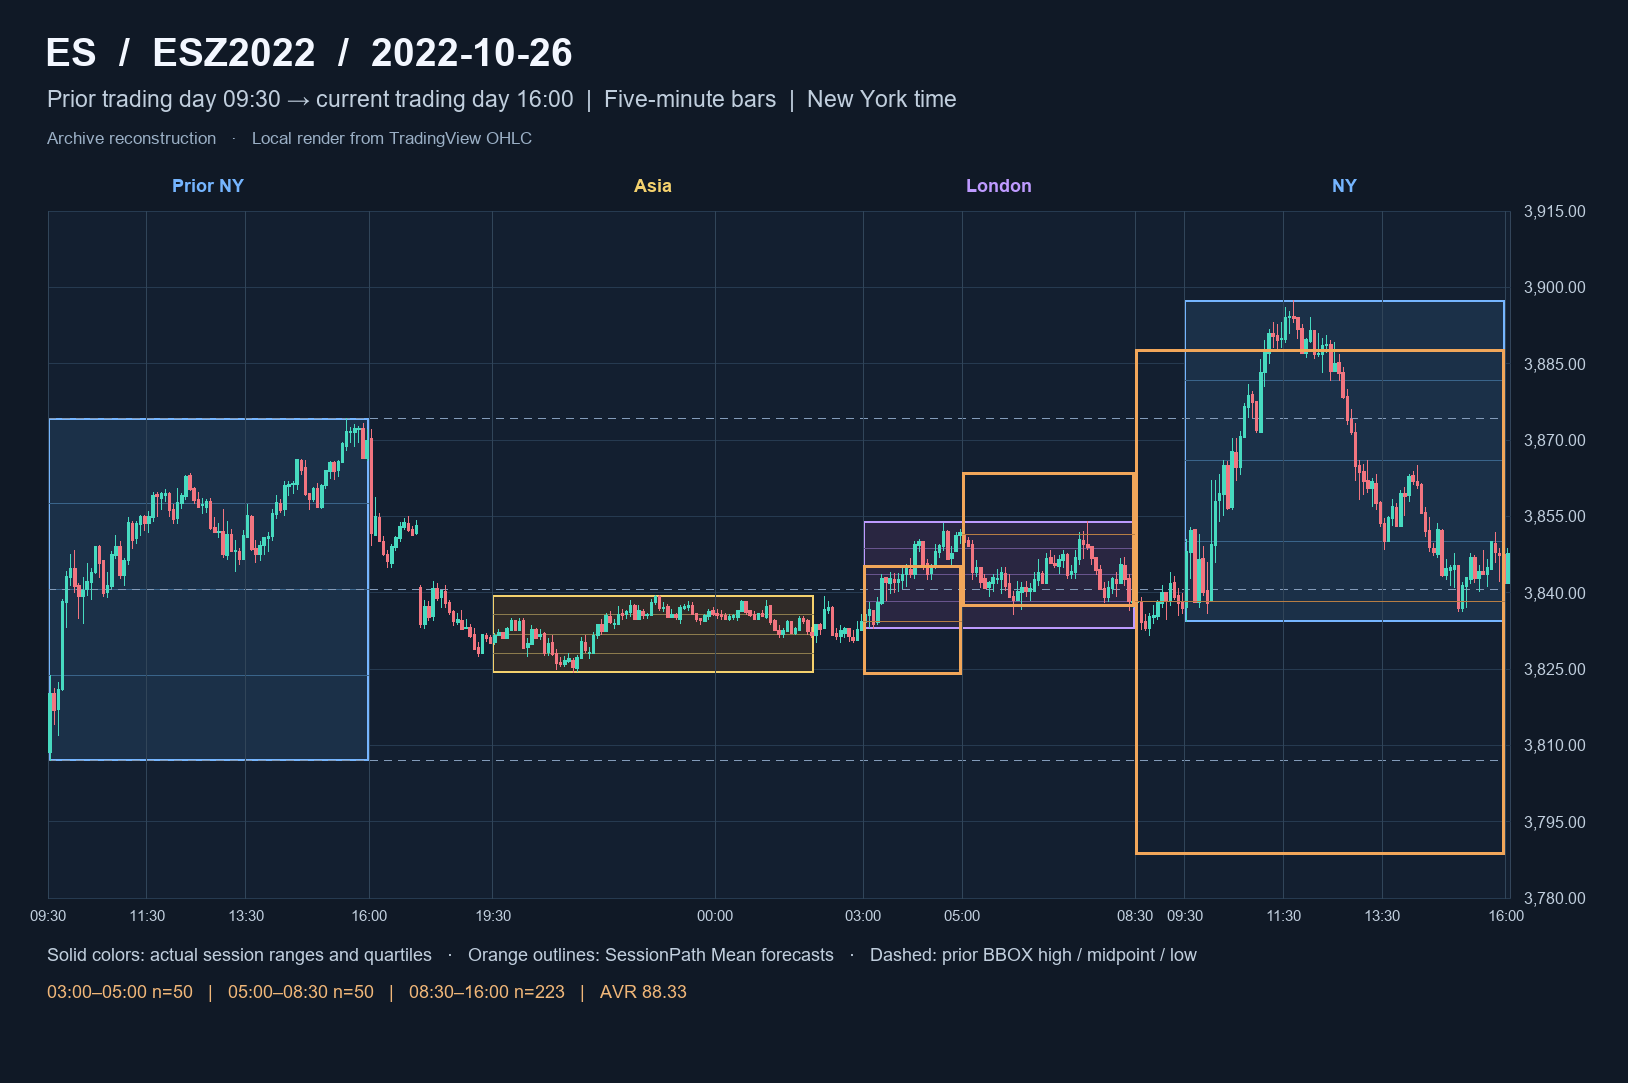 ES / ESZ2022 / 2022-10-26
Prior trading day 09:30 → current trading day 16:00 | Five-minute bars | New York time
Archive reconstruction · Local render from TradingView OHLC
Prior NY Asia London NY
3,915.00
3,900.00
3,885.00
3,870.00
3,855.00
3,840.00
3,825.00
3,810.00
3,795.00
3,780.00
09:30 11:30 13:30 16:00 19:30 00:00 03:00 05:00 08:30 09:30 11:30 13:30 16:00
Solid colors: actual session ranges and quartiles · Orange outlines: SessionPath Mean forecasts · Dashed: prior BBOX high / midpoint / low
03:00–05:00 n=50 | 05:00–08:30 n=50 | 08:30–16:00 n=223 | AVR 88.33